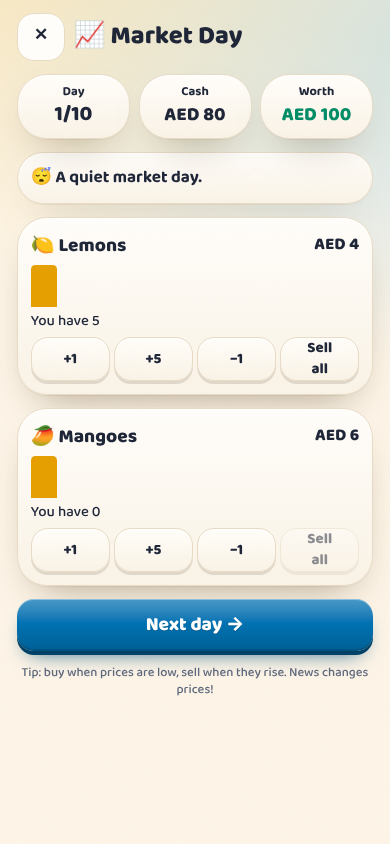 ✕
📈 Market Day
Day
1/10
Cash
AED 80
Worth
AED 100
😴 A quiet market day.
🍋 Lemons
AED 4
You have 5
+1
+5
−1
Sell
all
🥭 Mangoes
AED 6
You have 0
+1
+5
−1
Sell
all
Next day →
Tip: buy when prices are low, sell when they rise. News changes
prices!